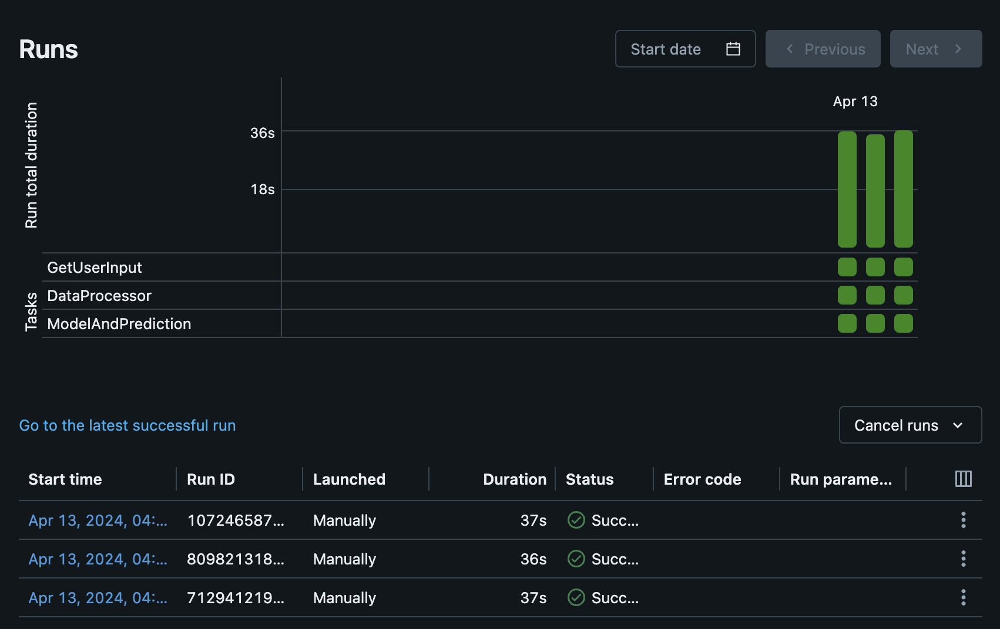 Runs
Start date
Previous
Next
Apr 13
Run total duration
36s
18s
Tasks
GetUserInput
DataProcessor
ModelAndPrediction
Go to the latest successful run
Cancel runs
Start time Run ID Launched Duration Status Error code Run parame...
Apr 13, 2024, 04:... 107246587... Manually 37s Succ...
Apr 13, 2024, 04:... 809821318... Manually 36s Succ...
Apr 13, 2024, 04:... 712941219... Manually 37s Succ...